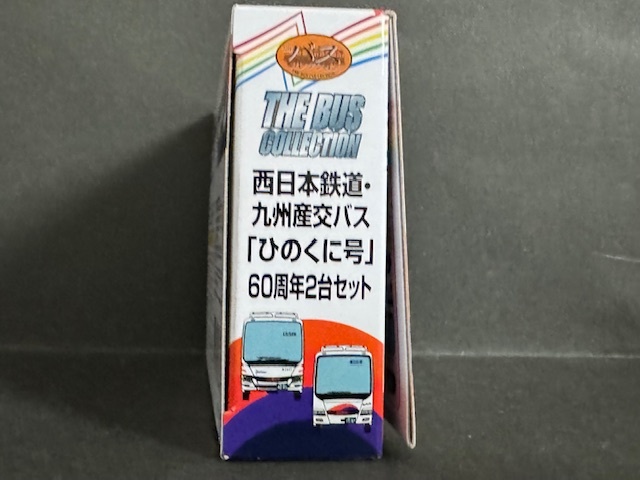 THE BUS
COLLECTION
西日本鉄道・
九州産交バス
「ひのくに号」
60周年2台セット